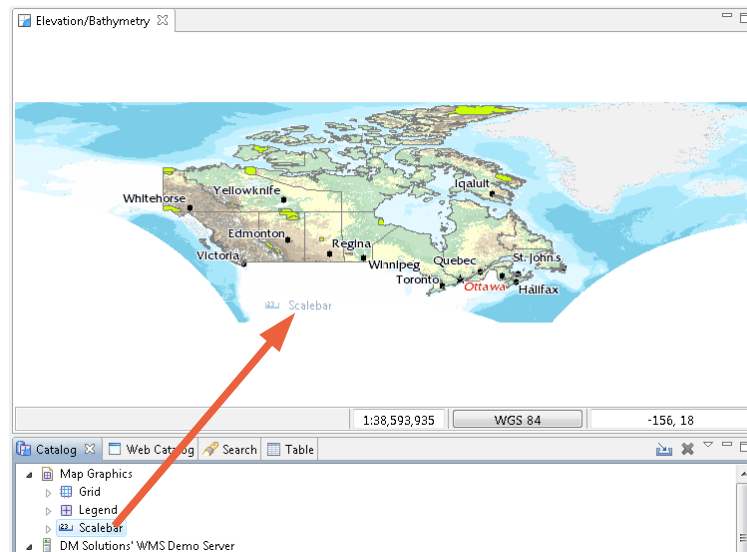 Elevation/Bathymetry
Iqaluit
Yellowknife
Whitehorse
Edmonton
Regina
Victoria
Winnipeg
Quebec
St. John's
Toronto
Ottawa
Halifax
Scalebar
1:38,593,935
WGS 84
-156, 18
Catalog
Web Catalog
Search
Table
Map Graphics
Grid
Legend
Scalebar
DM Solutions' WMS Demo Server